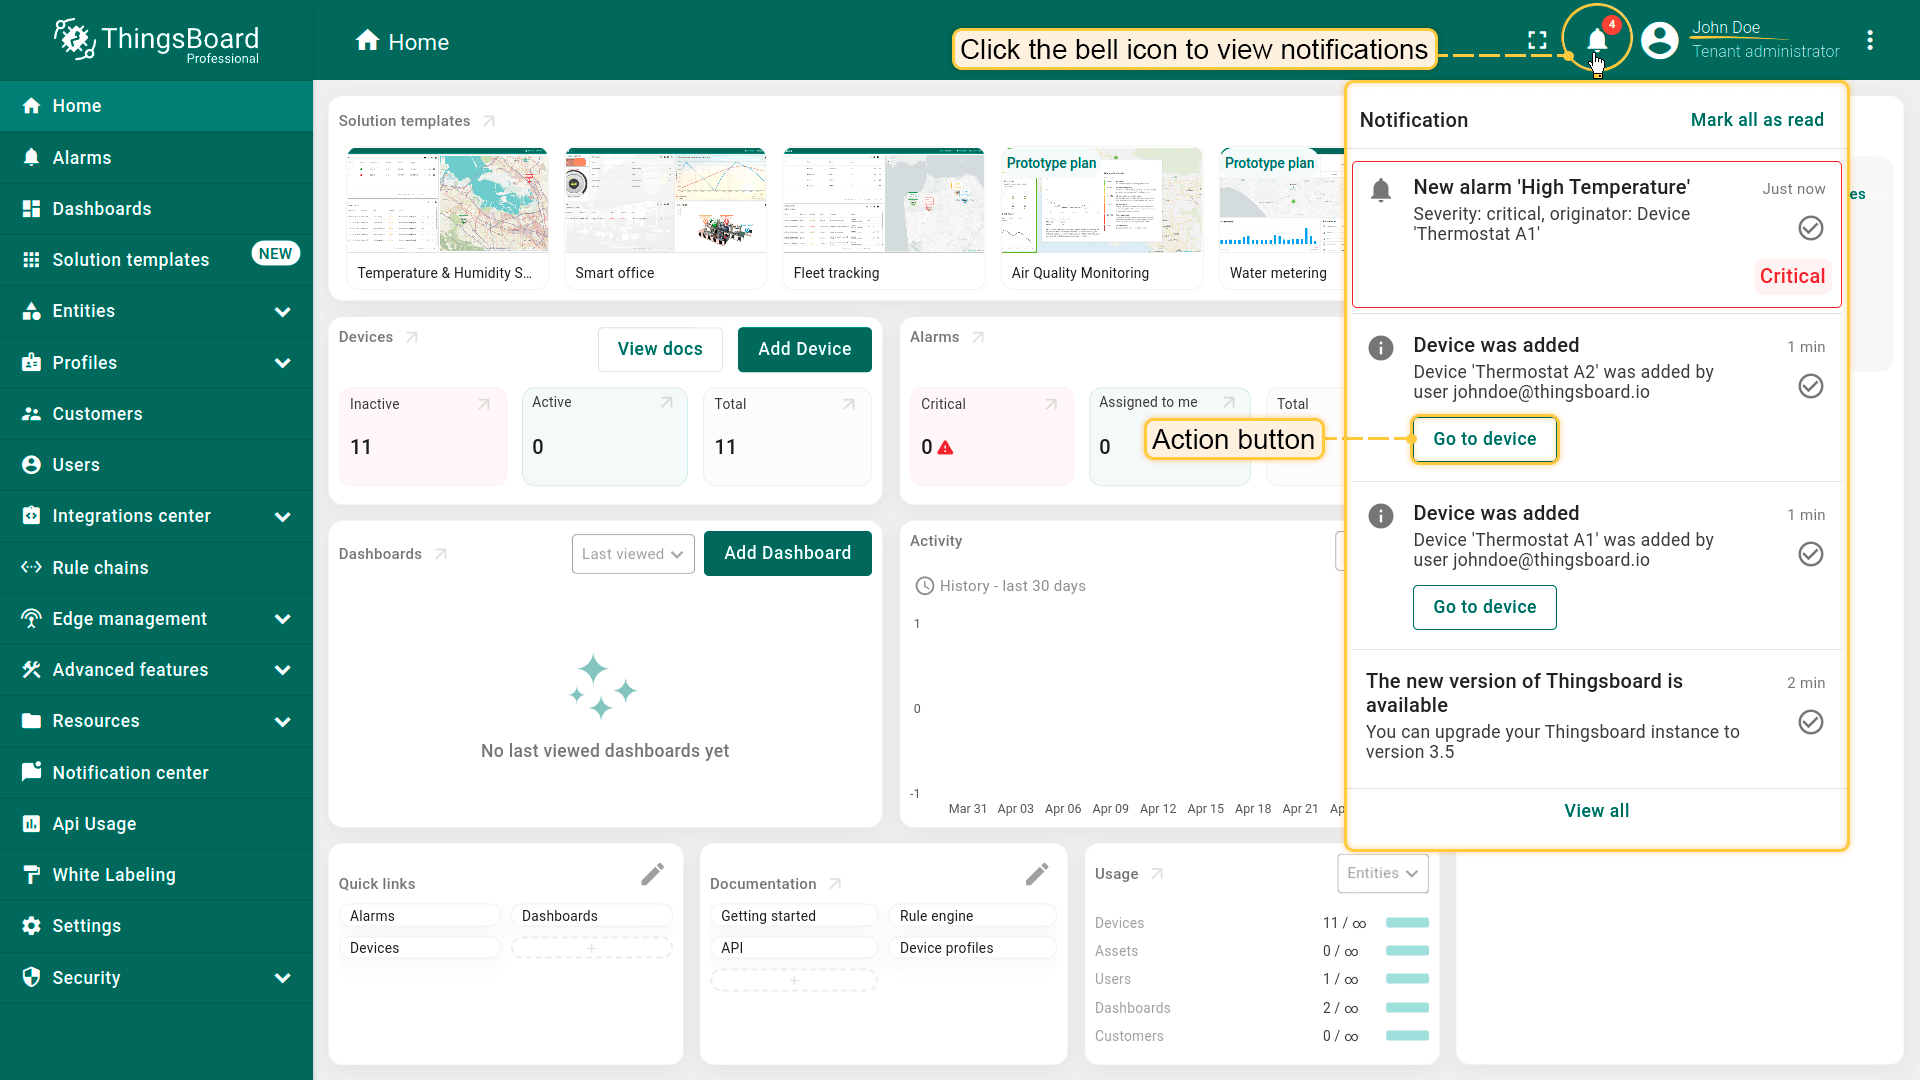 ThingsBoard
Professional
Home
Click the bell icon to view notifications
4
John Doe
Tenant administrator
Home
Alarms
Dashboards
Solution templates
NEW
Entities
Profiles
Customers
Users
Integrations center
Rule chains
Edge management
Advanced features
Resources
Notification center
Api Usage
White Labeling
Settings
Security
Solution templates
Temperature & Humidity S...
Smart office
Fleet tracking
Prototype plan
Air Quality Monitoring
Prototype plan
Water metering
Devices
View docs
Add Device
Inactive
11
Active
0
Total
11
Alarms
Critical
0
Assigned to me
0
Total
Action button
Dashboards
Last viewed
Add Dashboard
No last viewed dashboards yet
Activity
History - last 30 days
1
0
-1
Mar 31 Apr 03 Apr 06 Apr 09 Apr 12 Apr 15 Apr 18 Apr 21 Ap
Notification
Mark all as read
New alarm 'High Temperature'
Just now
Severity: critical, originator: Device
'Thermostat A1'
Critical
Device was added
1 min
Device 'Thermostat A2' was added by
user johndoe@thingsboard.io
Go to device
Device was added
1 min
Device 'Thermostat A1' was added by
user johndoe@thingsboard.io
Go to device
The new version of Thingsboard is
available
2 min
You can upgrade your Thingsboard instance to
version 3.5
View all
es
Quick links
Alarms
Dashboards
Devices
+
Documentation
Getting started
Rule engine
API
Device profiles
+
Usage
Entities
Devices 11 / ∞
Assets 0 / ∞
Users 1 / ∞
Dashboards 2 / ∞
Customers 0 / ∞